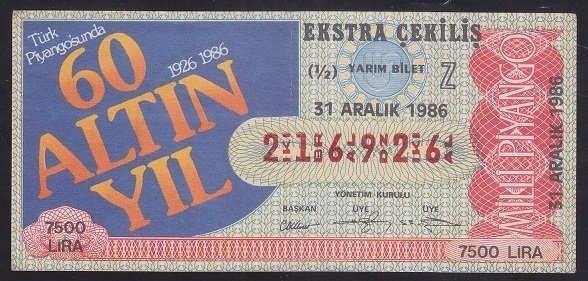 Türk
Piyangosunda
60
1926 1986
ALTIN
YIL
7500
LİRA
EKSTRA ÇEKİLİŞ
(½) YARIM BİLET Z
31 ARALIK 1986
2 1 6 9 2 6
YÖNETİM KURULU
BAŞKAN ÜYE ÜYE
MİLLİ PİYANGO
31 ARALIK 1986
7500 LİRA